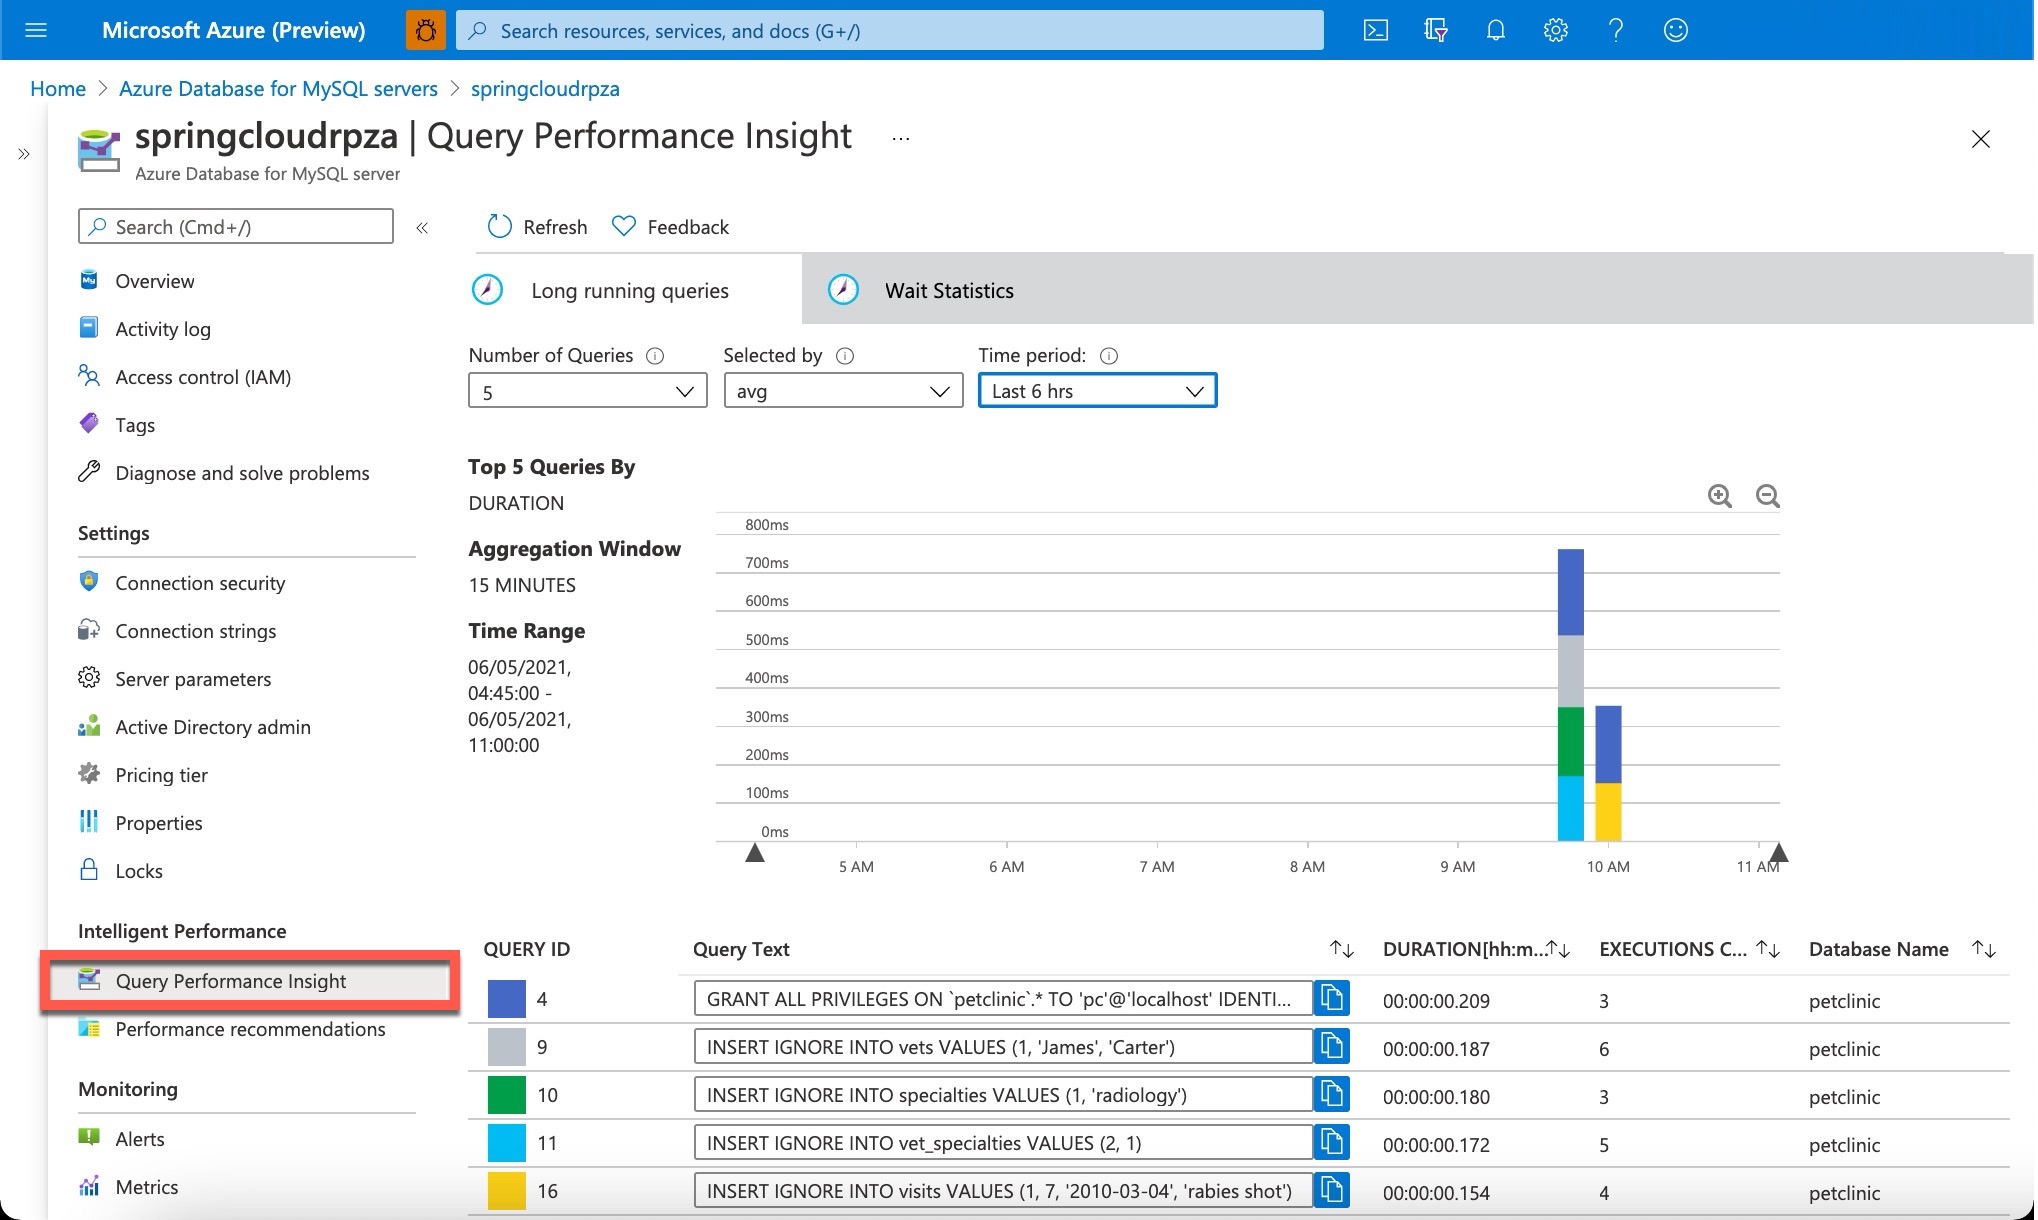 Microsoft Azure (Preview)
Search resources, services, and docs (G+/)
Home > Azure Database for MySQL servers > springcloudrpza
springcloudrpza | Query Performance Insight ...
Azure Database for MySQL server
Search (Cmd+/)
Overview
Activity log
Access control (IAM)
Tags
Diagnose and solve problems
Settings
Connection security
Connection strings
Server parameters
Active Directory admin
Pricing tier
Properties
Locks
Intelligent Performance
Query Performance Insight
Performance recommendations
Monitoring
Alerts
Metrics
Refresh Feedback
Long running queries Wait Statistics
Number of Queries Selected by Time period:
5 avg Last 6 hrs
Top 5 Queries By
DURATION
Aggregation Window
15 MINUTES
Time Range
06/05/2021,
04:45:00 -
06/05/2021,
11:00:00
800ms
700ms
600ms
500ms
400ms
300ms
200ms
100ms
0ms
5 AM 6 AM 7 AM 8 AM 9 AM 10 AM 11 AM
QUERY ID Query Text DURATION[hh:m... EXECUTIONS C... Database Name
4 GRANT ALL PRIVILEGES ON `petclinic`.* TO 'pc'@'localhost' IDENTI... 00:00:00.209 3 petclinic
9 INSERT IGNORE INTO vets VALUES (1, 'James', 'Carter') 00:00:00.187 6 petclinic
10 INSERT IGNORE INTO specialties VALUES (1, 'radiology') 00:00:00.180 3 petclinic
11 INSERT IGNORE INTO vet_specialties VALUES (2, 1) 00:00:00.172 5 petclinic
16 INSERT IGNORE INTO visits VALUES (1, 7, '2010-03-04', 'rabies shot') 00:00:00.154 4 petclinic